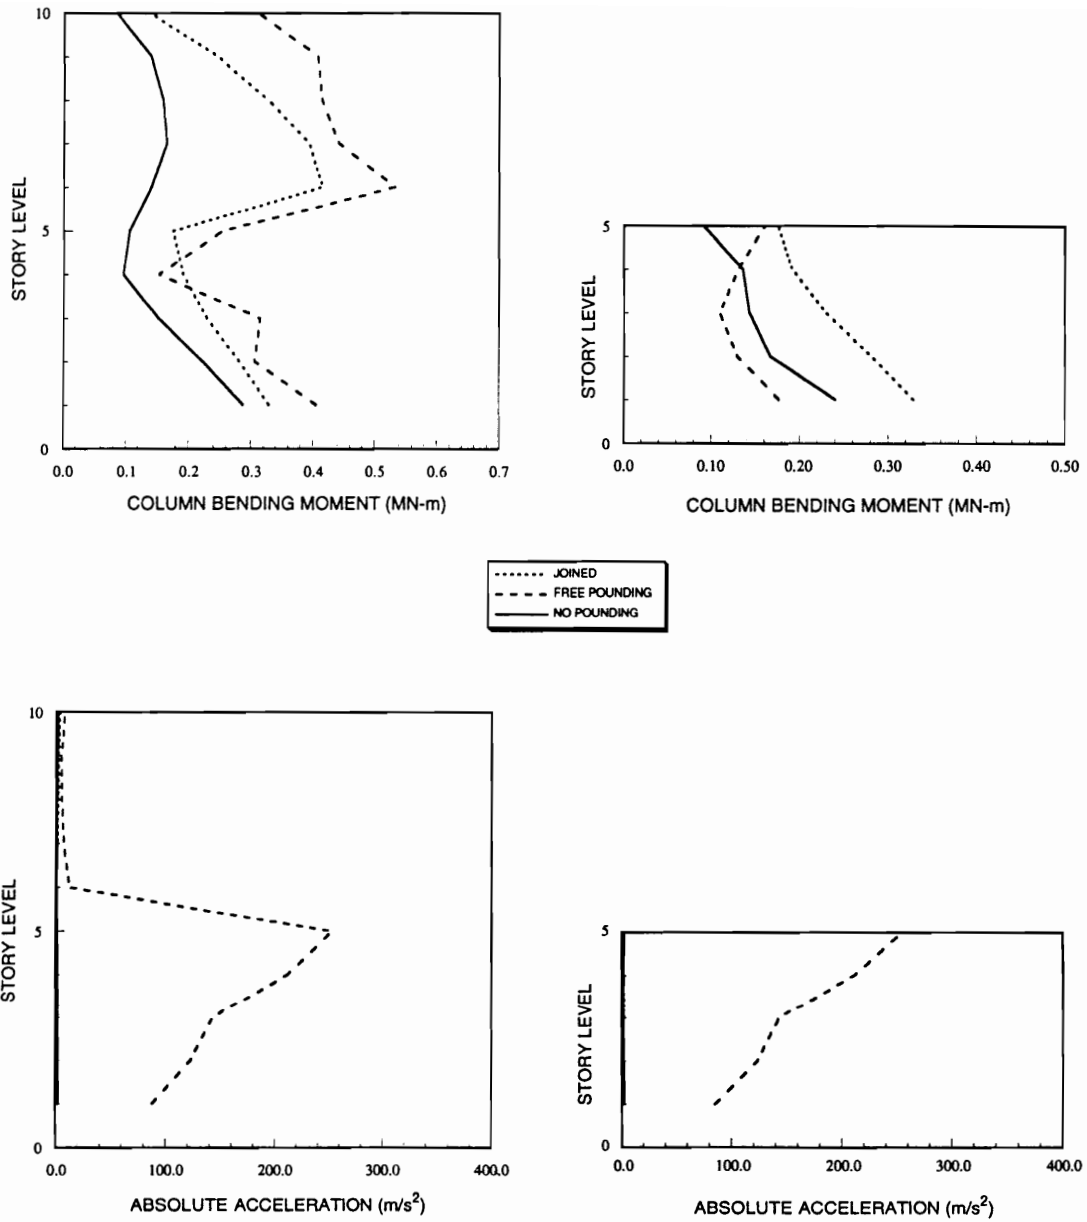 10
5
0
STORY LEVEL
0.0 0.1 0.2 0.3 0.4 0.5 0.6 0.7
COLUMN BENDING MOMENT (MN-m)
5
0
STORY LEVEL
0.0 0.10 0.20 0.30 0.40 0.50
COLUMN BENDING MOMENT (MN-m)
JOINED
FREE POUNDING
NO POUNDING
10
5
0
STORY LEVEL
0.0 100.0 200.0 300.0 400.0
ABSOLUTE ACCELERATION (m/s²)
5
0
STORY LEVEL
0.0 100.0 200.0 300.0 400.0
ABSOLUTE ACCELERATION (m/s²)